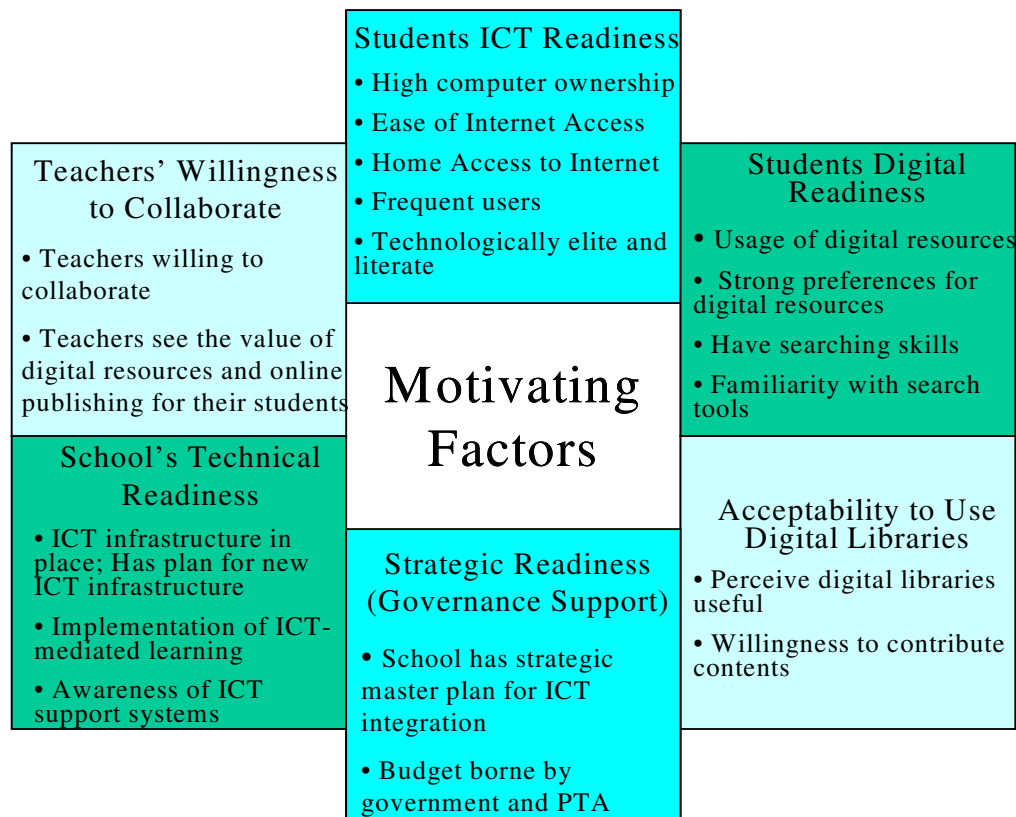 Students ICT Readiness
• High computer ownership
• Ease of Internet Access
• Home Access to Internet
• Frequent users
• Technologically elite and
literate
Teachers’ Willingness
to Collaborate
• Teachers willing to
collaborate
• Teachers see the value of
digital resources and online
publishing for their students
Students Digital
Readiness
• Usage of digital resources
• Strong preferences for
digital resources
• Have searching skills
• Familiarity with search
tools
Motivating
Factors
School’s Technical
Readiness
• ICT infrastructure in
place; Has plan for new
ICT infrastructure
• Implementation of ICT-
mediated learning
• Awareness of ICT
support systems
Strategic Readiness
(Governance Support)
• School has strategic
master plan for ICT
integration
• Budget borne by
government and PTA
Acceptability to Use
Digital Libraries
• Perceive digital libraries
useful
• Willingness to contribute
contents